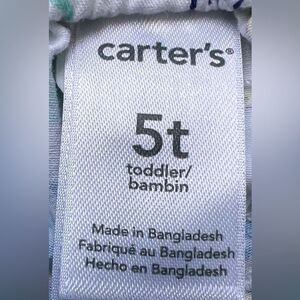 carter's®
5t
toddler/
bambin
Made in Bangladesh
Fabriqué au Bangladesh
Hecho en Bangladesh